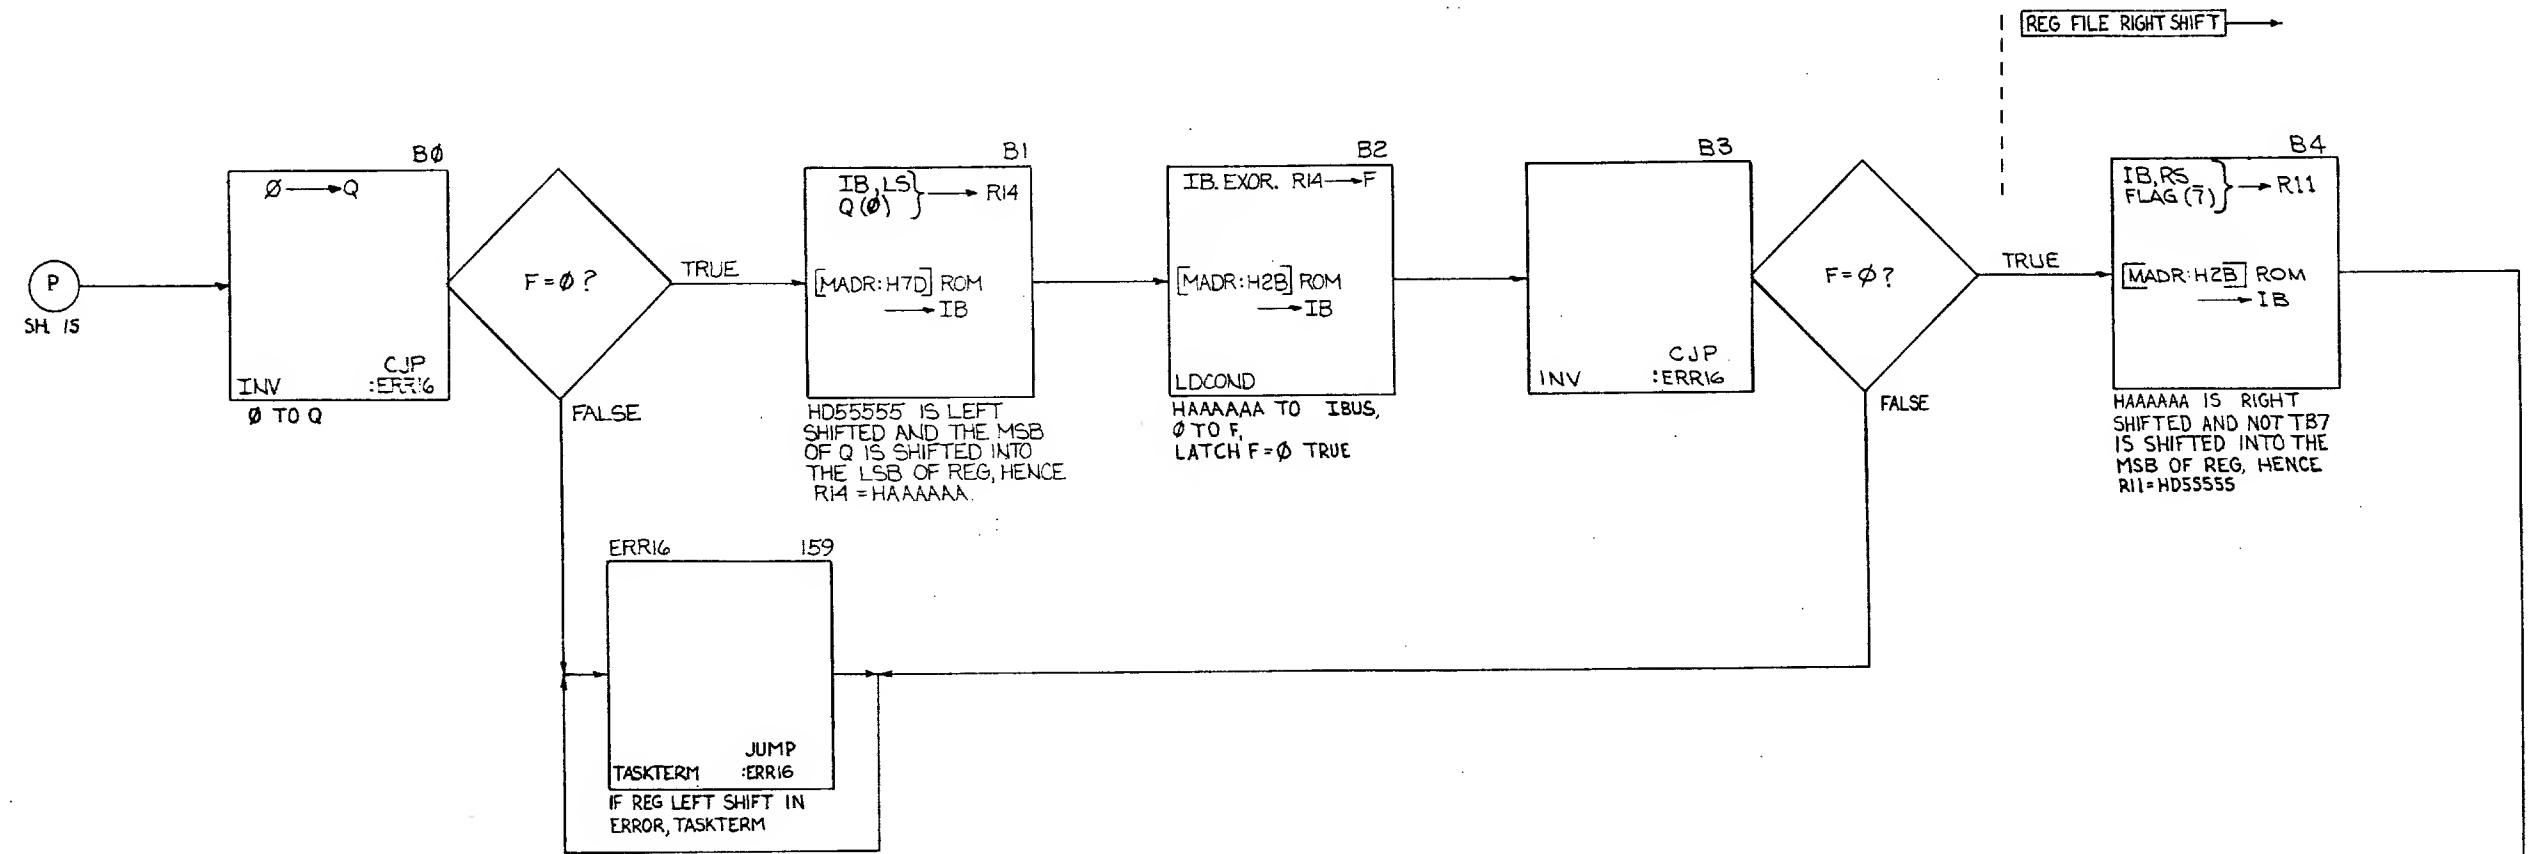 REG FILE RIGHT SHIFT
P
SH. 15
BØ
Ø → Q
INV
CJP
:ERR16
Ø TO Q
F=Ø?
TRUE
FALSE
B1
IB, LS
Q(Ø)
→ R14
[MADR:H7D] ROM
→ IB
HD55555 IS LEFT
SHIFTED AND THE MSB
OF Q IS SHIFTED INTO
THE LSB OF REG, HENCE
R14 = HAAAAAA.
B2
IB. EXOR. R14 → F
[MADR:H2B] ROM
→ IB
LDCOND
HAAAAAA TO IBUS,
Ø TO F,
LATCH F=Ø TRUE
B3
INV
CJP
:ERR16
F=Ø?
TRUE
FALSE
B4
IB, RS
FLAG(7̅)
→ R11
[MADR:H2B] ROM
→ IB
HAAAAAA IS RIGHT
SHIFTED AND NOT TB7
IS SHIFTED INTO THE
MSB OF REG, HENCE
R11=HD55555
ERR16
159
TASKTERM
JUMP
:ERR16
IF REG LEFT SHIFT IN
ERROR, TASKTERM